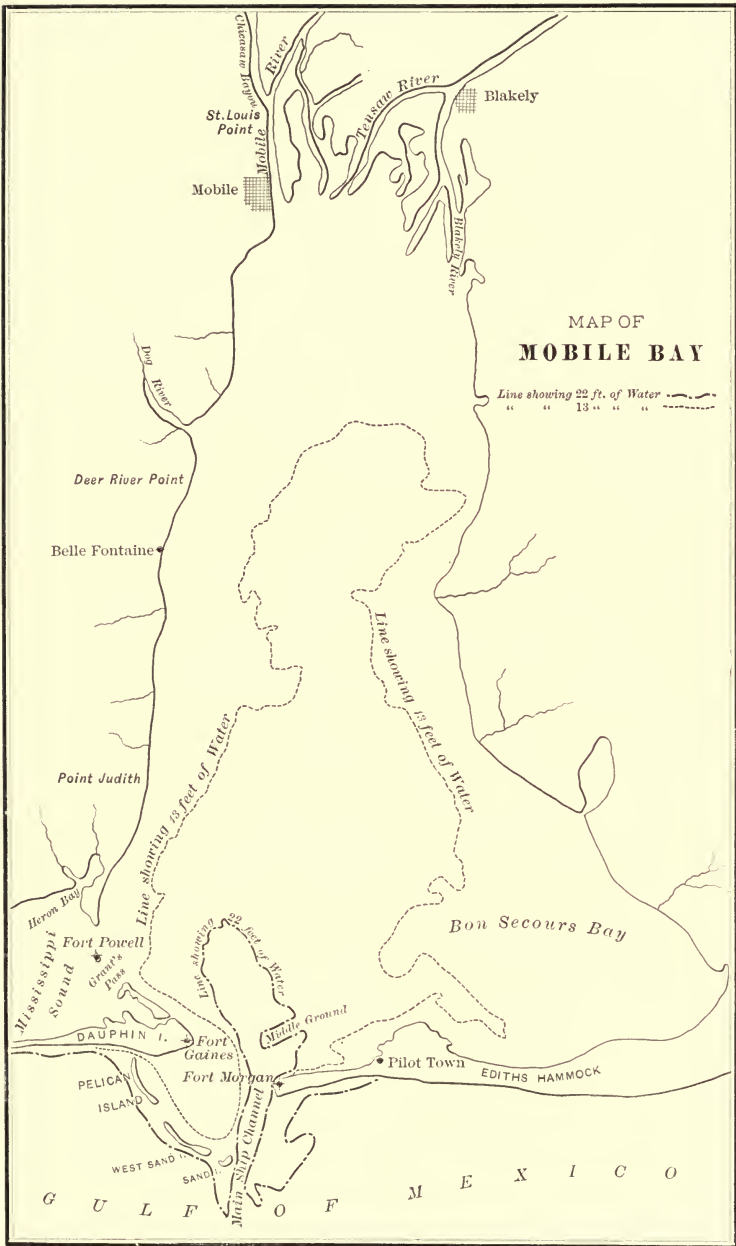 Chicasaw Bayou
River
Mobile
Tensaw River
Blakely
St. Louis
Point
Mobile
Blakely River
MAP OF
MOBILE BAY
Line showing 22 ft. of Water
“ “ 13 “ “ “
Dog River
Deer River Point
Belle Fontaine
Line showing 13 feet of Water
Line showing 13 feet of Water
Point Judith
Heron Bay
Line showing 22 feet of Water
Bon Secours Bay
Fort Powell
Grant's
Pass
Mississippi
Sound
Middle Ground
DAUPHIN I.
Fort
Gaines
Pilot Town
EDITHS HAMMOCK
Fort Morgan
PELICAN
ISLAND
Main Ship Channel
WEST SAND I.
SAND I.
GULF OF MEXICO